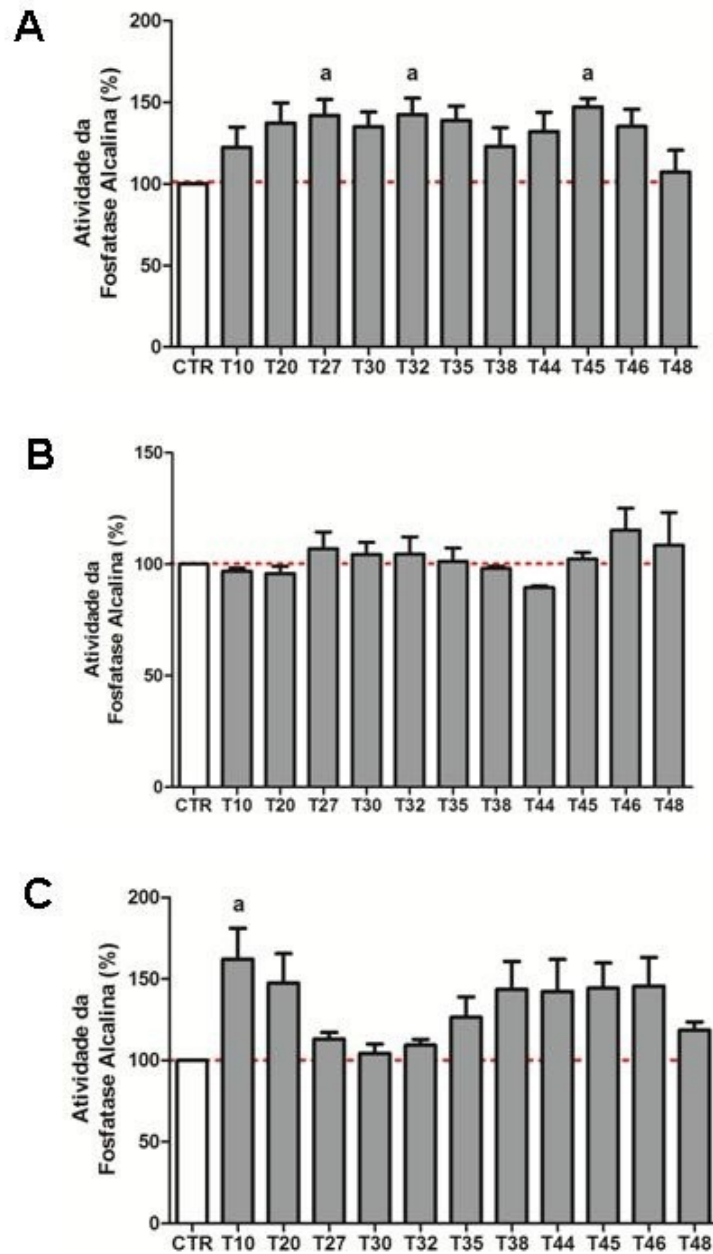 A
Atividade da
Fosfatase Alcalina (%)
200
150
100
50
0
a a a
CTR T10 T20 T27 T30 T32 T35 T38 T44 T45 T46 T48
B
Atividade da
Fosfatase Alcalina (%)
150
100
50
0
CTR T10 T20 T27 T30 T32 T35 T38 T44 T45 T46 T48
C
Atividade da
Fosfatase Alcalina (%)
200
150
100
50
0
a
CTR T10 T20 T27 T30 T32 T35 T38 T44 T45 T46 T48